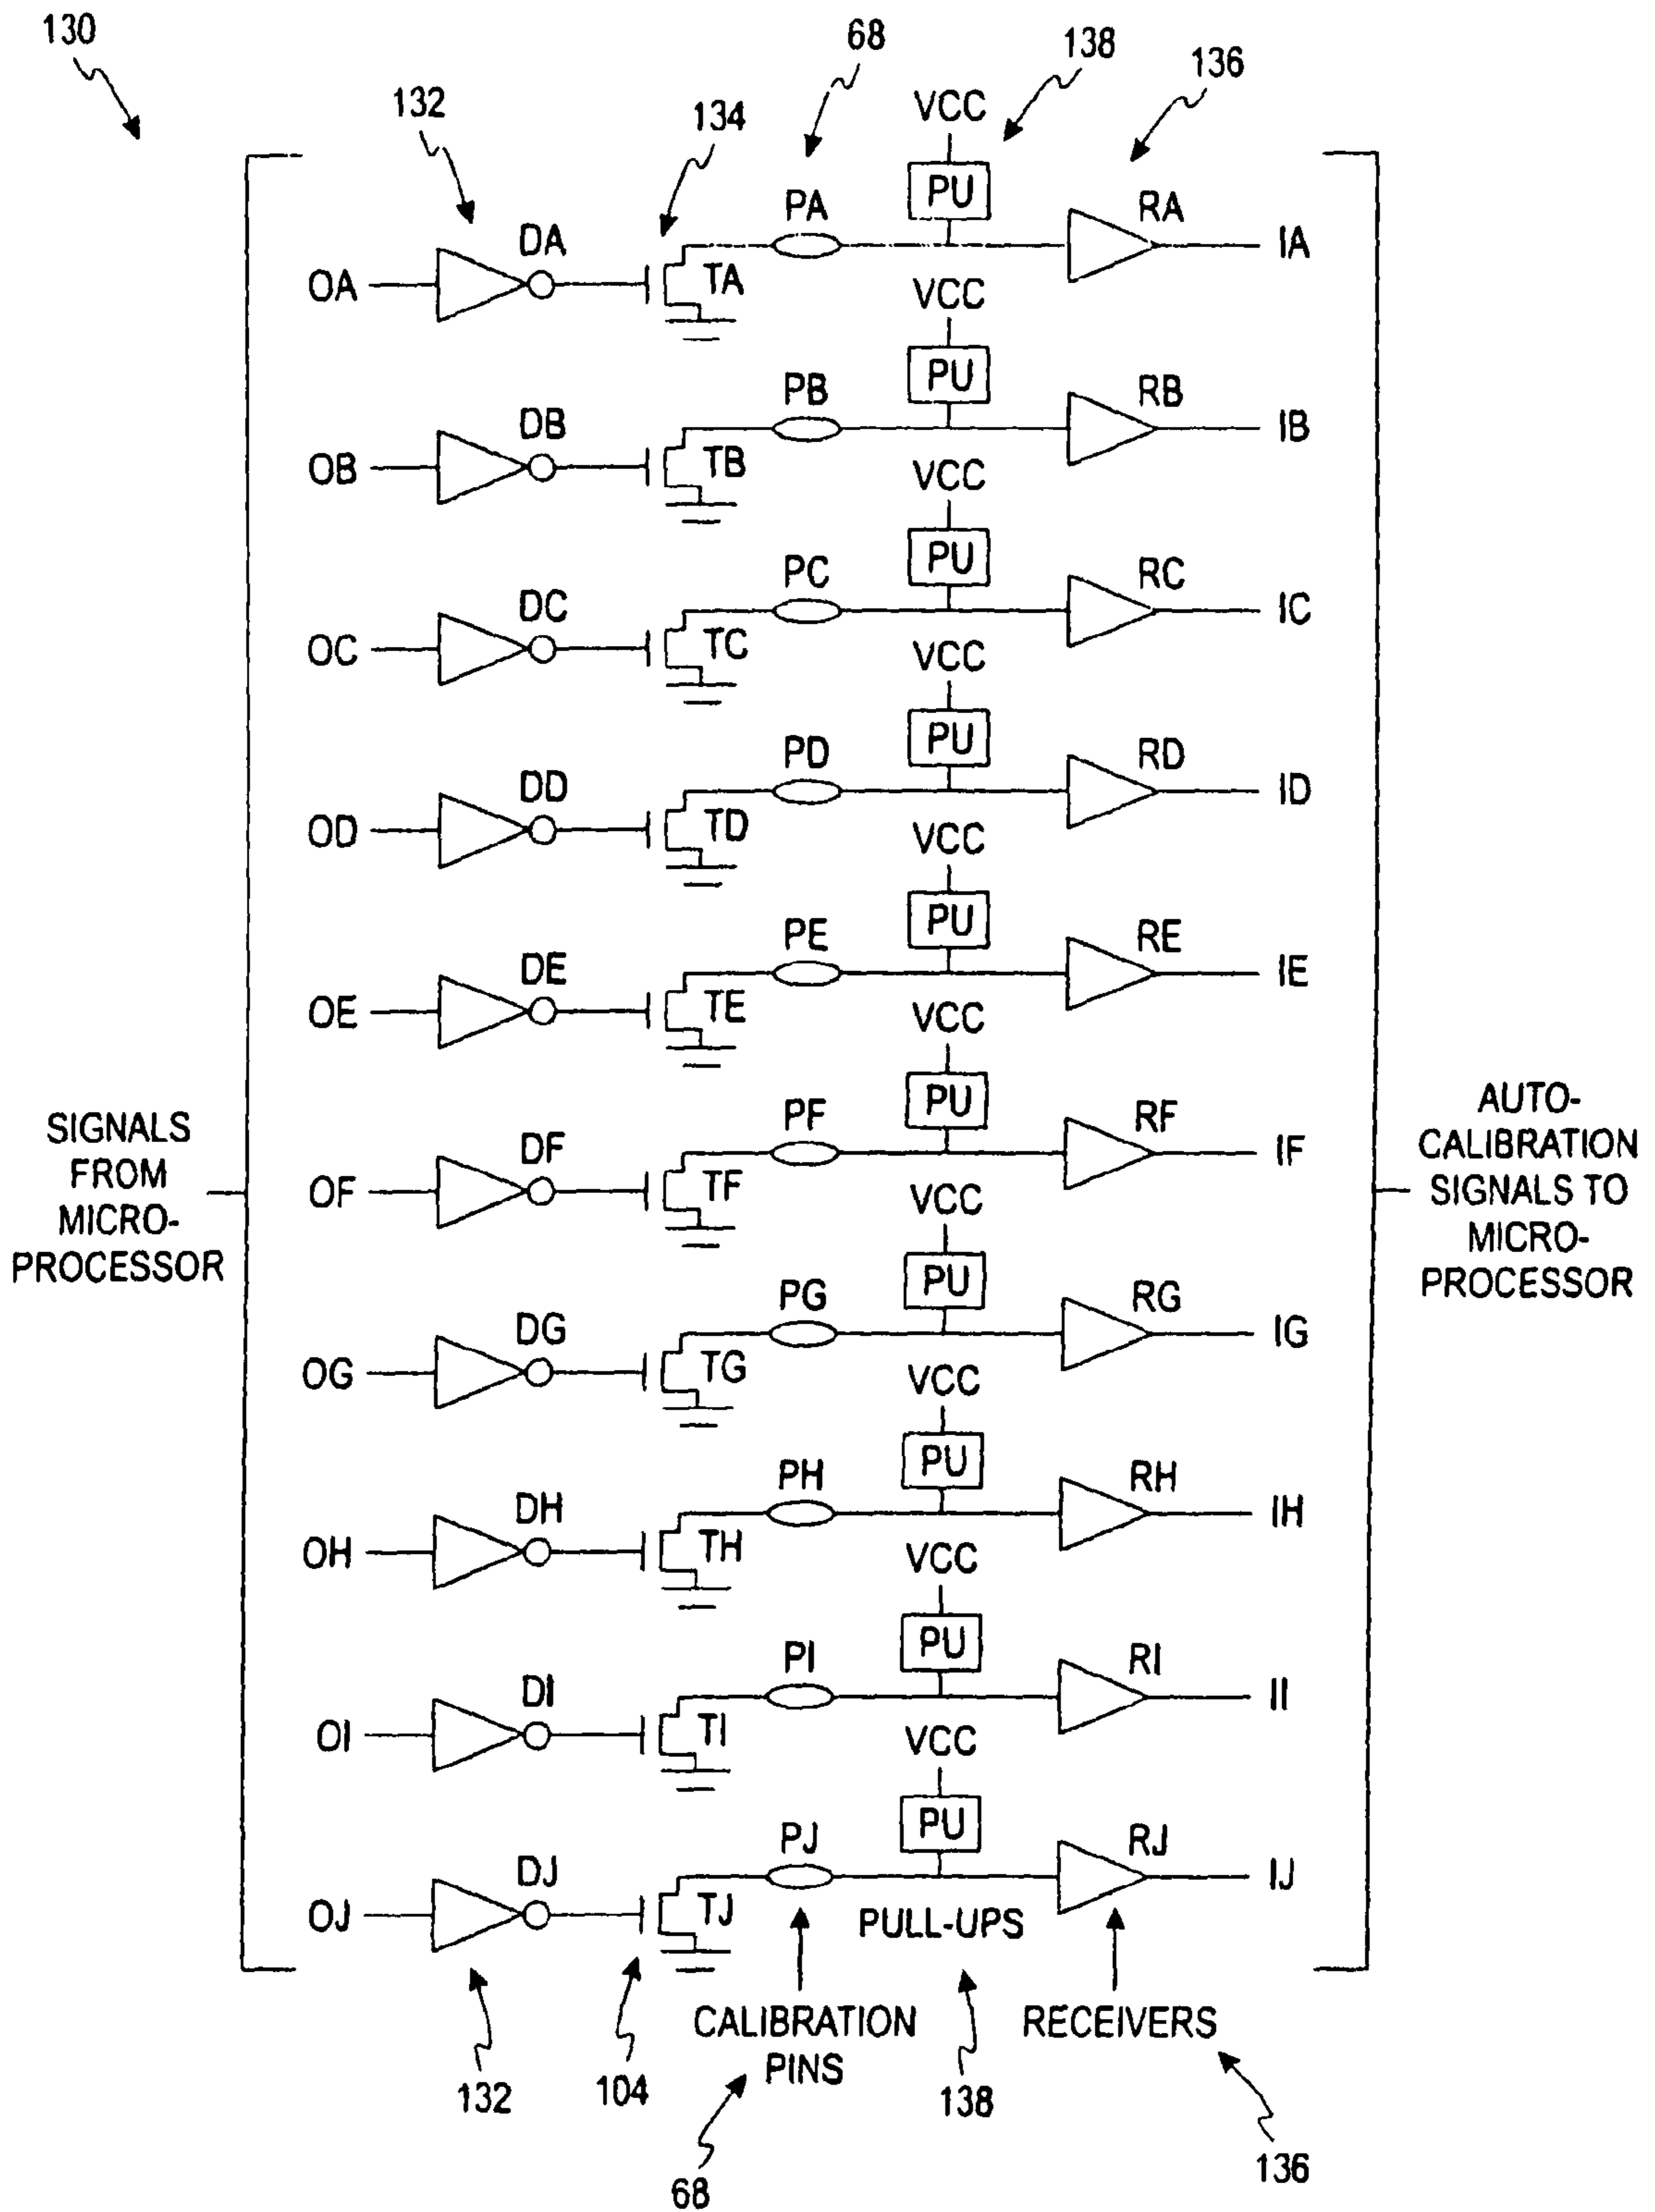 130
68
138
136
132
134
VCC
PU
PA
RA
DA
IA
OA
TA
VCC
PU
PB
RB
DB
IB
OB
TB
VCC
PU
PC
RC
DC
IC
OC
TC
VCC
PU
PD
RD
DD
ID
OD
TD
VCC
PU
PE
RE
DE
IE
OE
TE
VCC
PU
PF
RF
DF
IF
OF
TF
SIGNALS
FROM
MICRO-
PROCESSOR
AUTO-
CALIBRATION
SIGNALS TO
MICRO-
PROCESSOR
VCC
PU
PG
RG
DG
IG
OG
TG
VCC
PU
PH
RH
DH
IH
OH
TH
VCC
PU
PI
RI
DI
II
OI
TI
VCC
PU
PJ
RJ
DJ
IJ
OJ
TJ
PULL-UPS
CALIBRATION
PINS
RECEIVERS
132
104
138
68
136